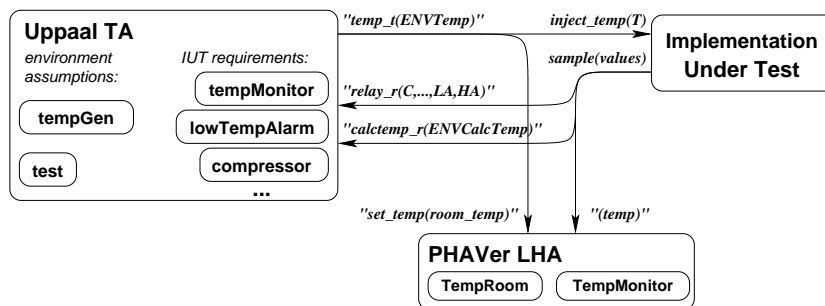 Uppaal TA
environment
assumptions:
IUT requirements:
tempGen
test
tempMonitor
lowTempAlarm
compressor
...
"temp_t(ENVTemp)"
inject_temp(T)
sample(values)
"relay_r(C,...,LA,HA)"
"calctemp_r(ENVCalcTemp)"
Implementation
Under Test
"set_temp(room_temp)"
"(temp)"
PHAVer LHA
TempRoom
TempMonitor